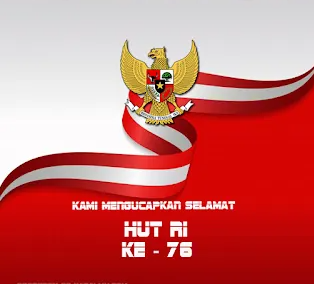 KAMI MENGUCAPKAN SELAMAT
HUT RI
KE - 76